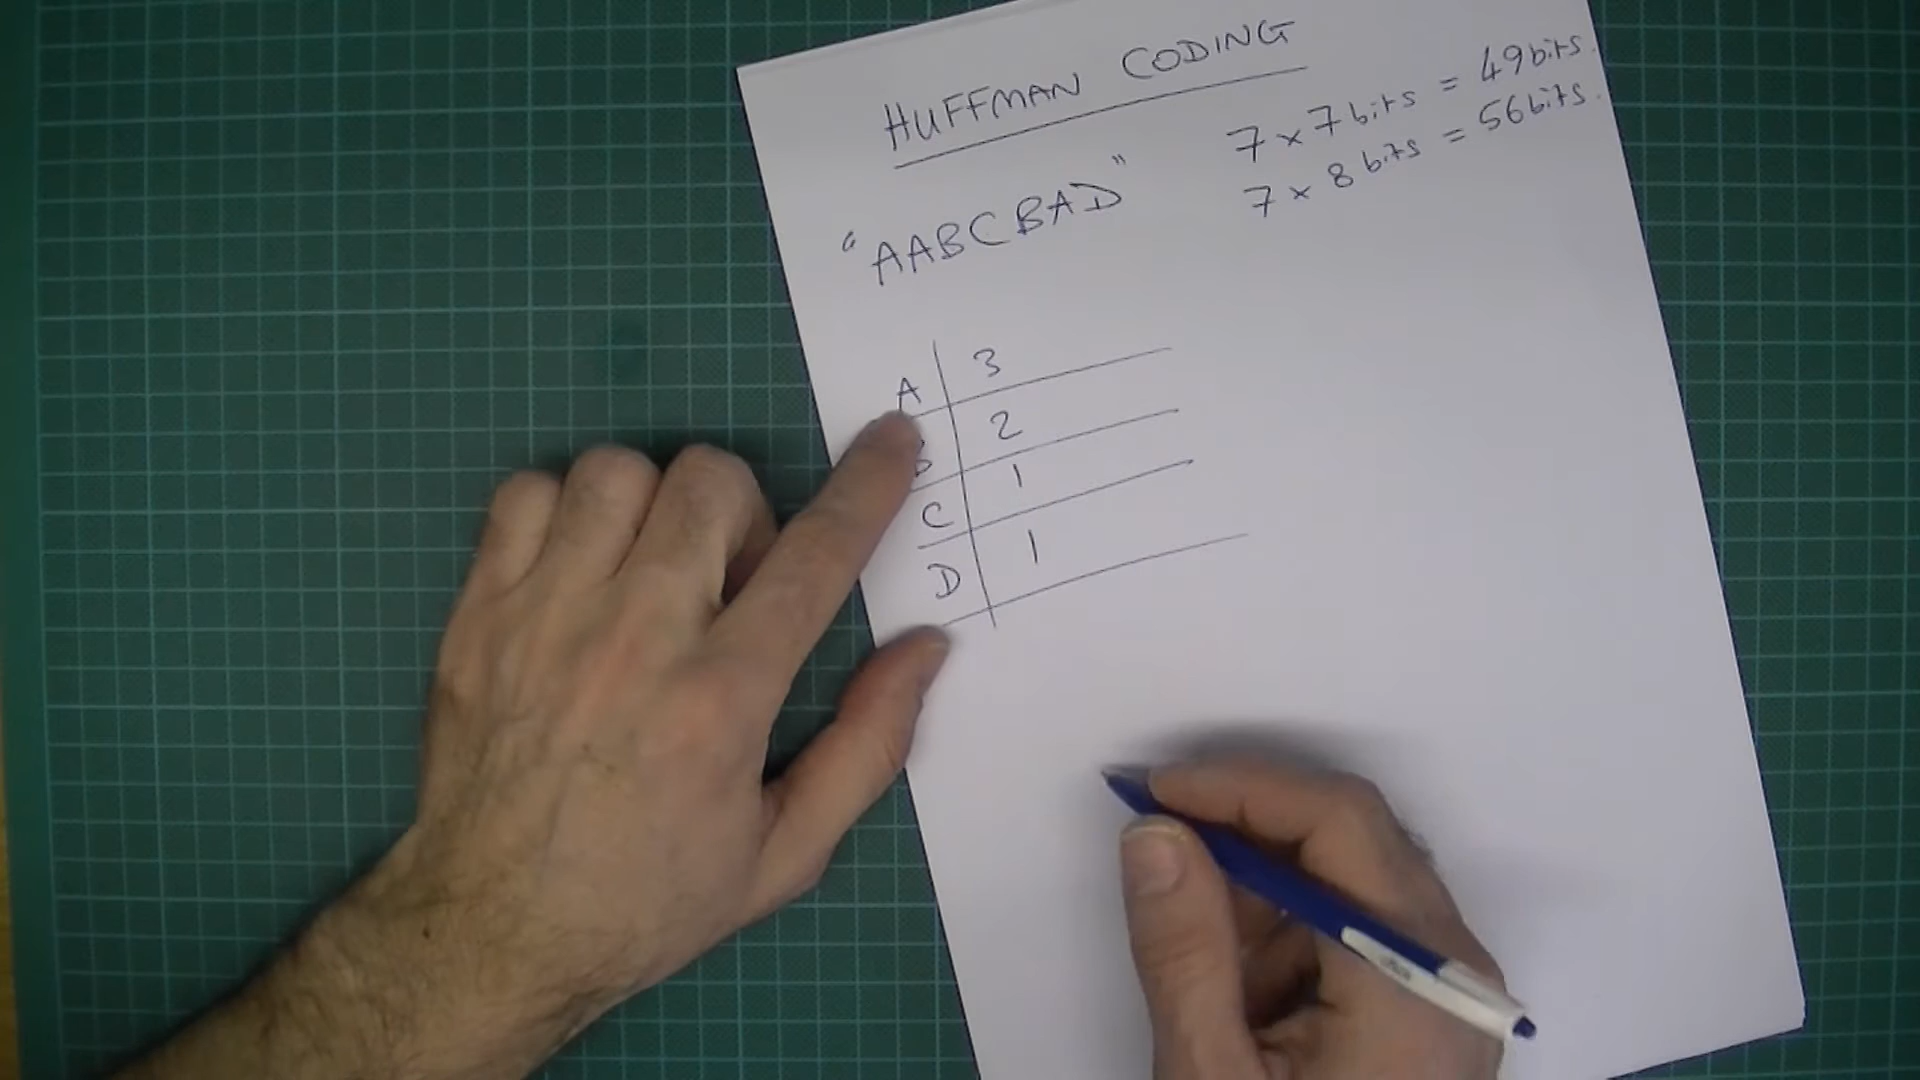 HUFFMAN CODING
7 x 7 bits = 49 bits.
7 x 8 bits = 56 bits.
"AABCBAD"
A 3
B 2
C 1
D 1